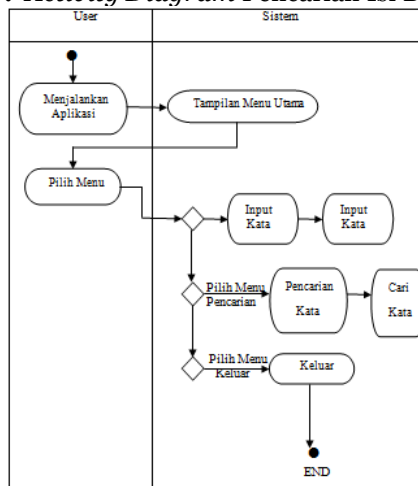 Diagram Pencarian Isi
User
Sistem
Menjalankan
Aplikasi
Tampilan Menu Utama
Pilih Menu
Input
Kata
Input
Kata
Pilih Menu
Pencarian
Pencarian
Kata
Cari
Kata
Pilih Menu
Keluar
Keluar
END